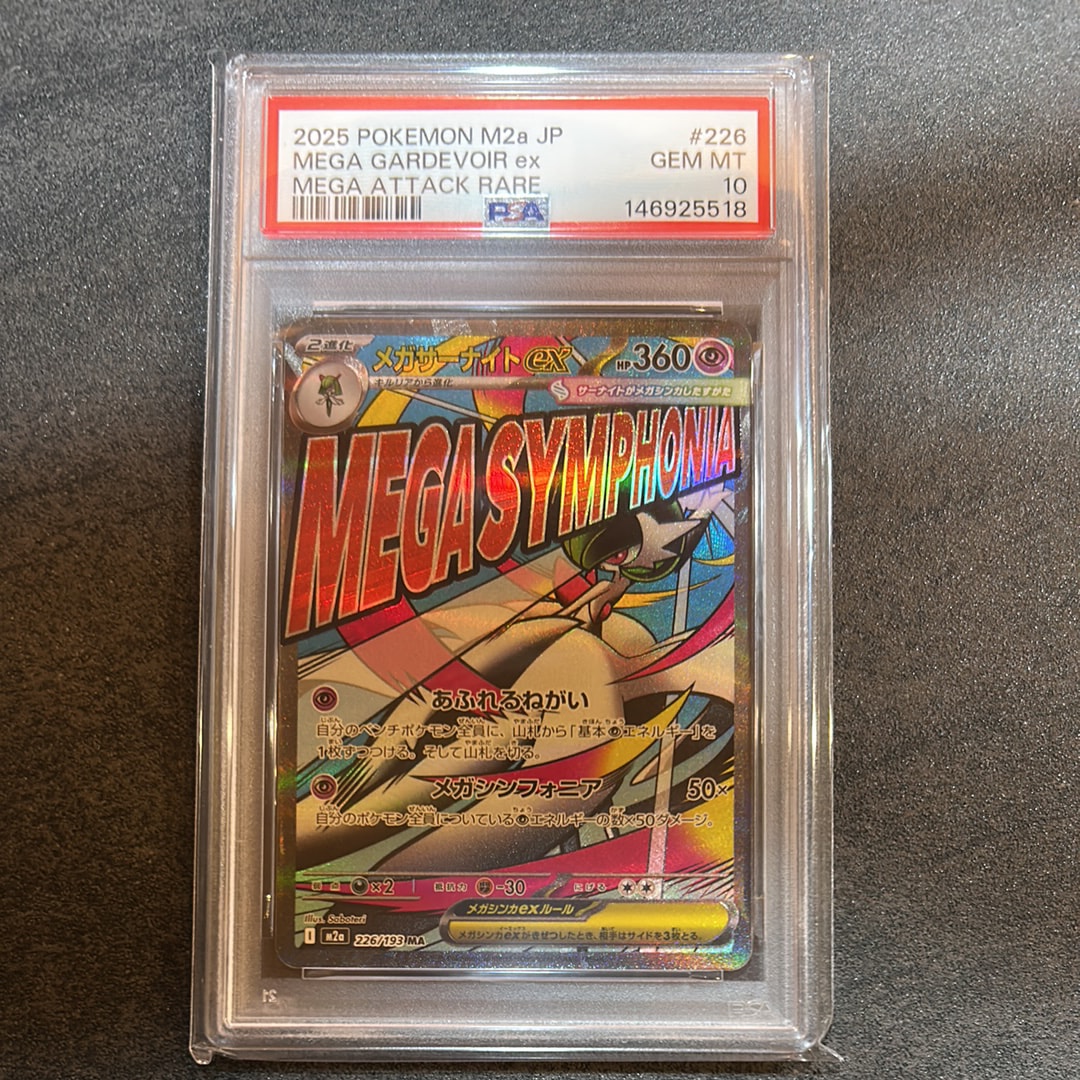 2025 POKEMON M2a JP #226
MEGA GARDEVOIR ex GEM MT
MEGA ATTACK RARE 10
PSA 146925518
2進化
メガサーナイトex HP360
キルリアから進化
サーナイトがメガシンカしたすがた
MEGA SYMPHONIA
あふれるねがい
自分のベンチポケモン全員に、山札から「基本エネルギー」を
1枚ずつつける。そして山札を切る。
メガシンフォニア 50×
自分のポケモン全員についているエネルギーの数×50ダメージ。
弱点 ×2 抵抗力 -30 にげる
メガシンカexルール
メガシンカexがきぜつしたとき、相手はサイドを3枚とる。
Illus. Saboteri
I m2a 226/193 MA